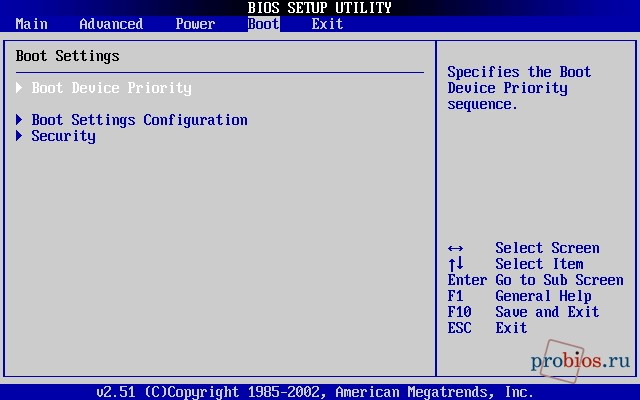 BIOS SETUP UTILITY
Main Advanced Power Boot Exit
Boot Settings
Boot Device Priority
Boot Settings Configuration
Security
Specifies the Boot
Device Priority
sequence.
↔ Select Screen
↑↓ Select Item
Enter Go to Sub Screen
F1 General Help
F10 Save and Exit
ESC Exit
probios.ru
v2.51 (C)Copyright 1985-2002, American Megatrends, Inc.